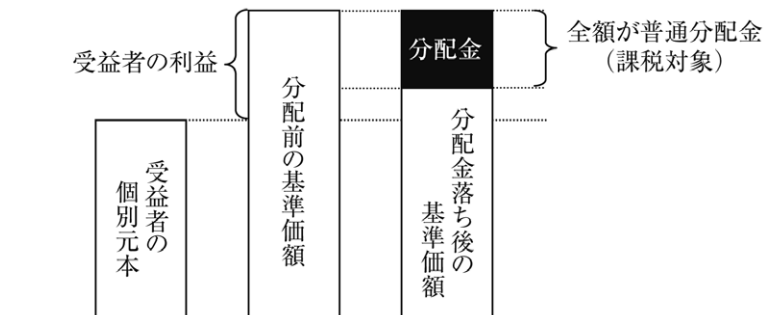 受益者の利益
分配金
全額が普通分配金
（課税対象）
受益者の
個別元本
分配前の基準価額
分配金落ち後の
基準価額